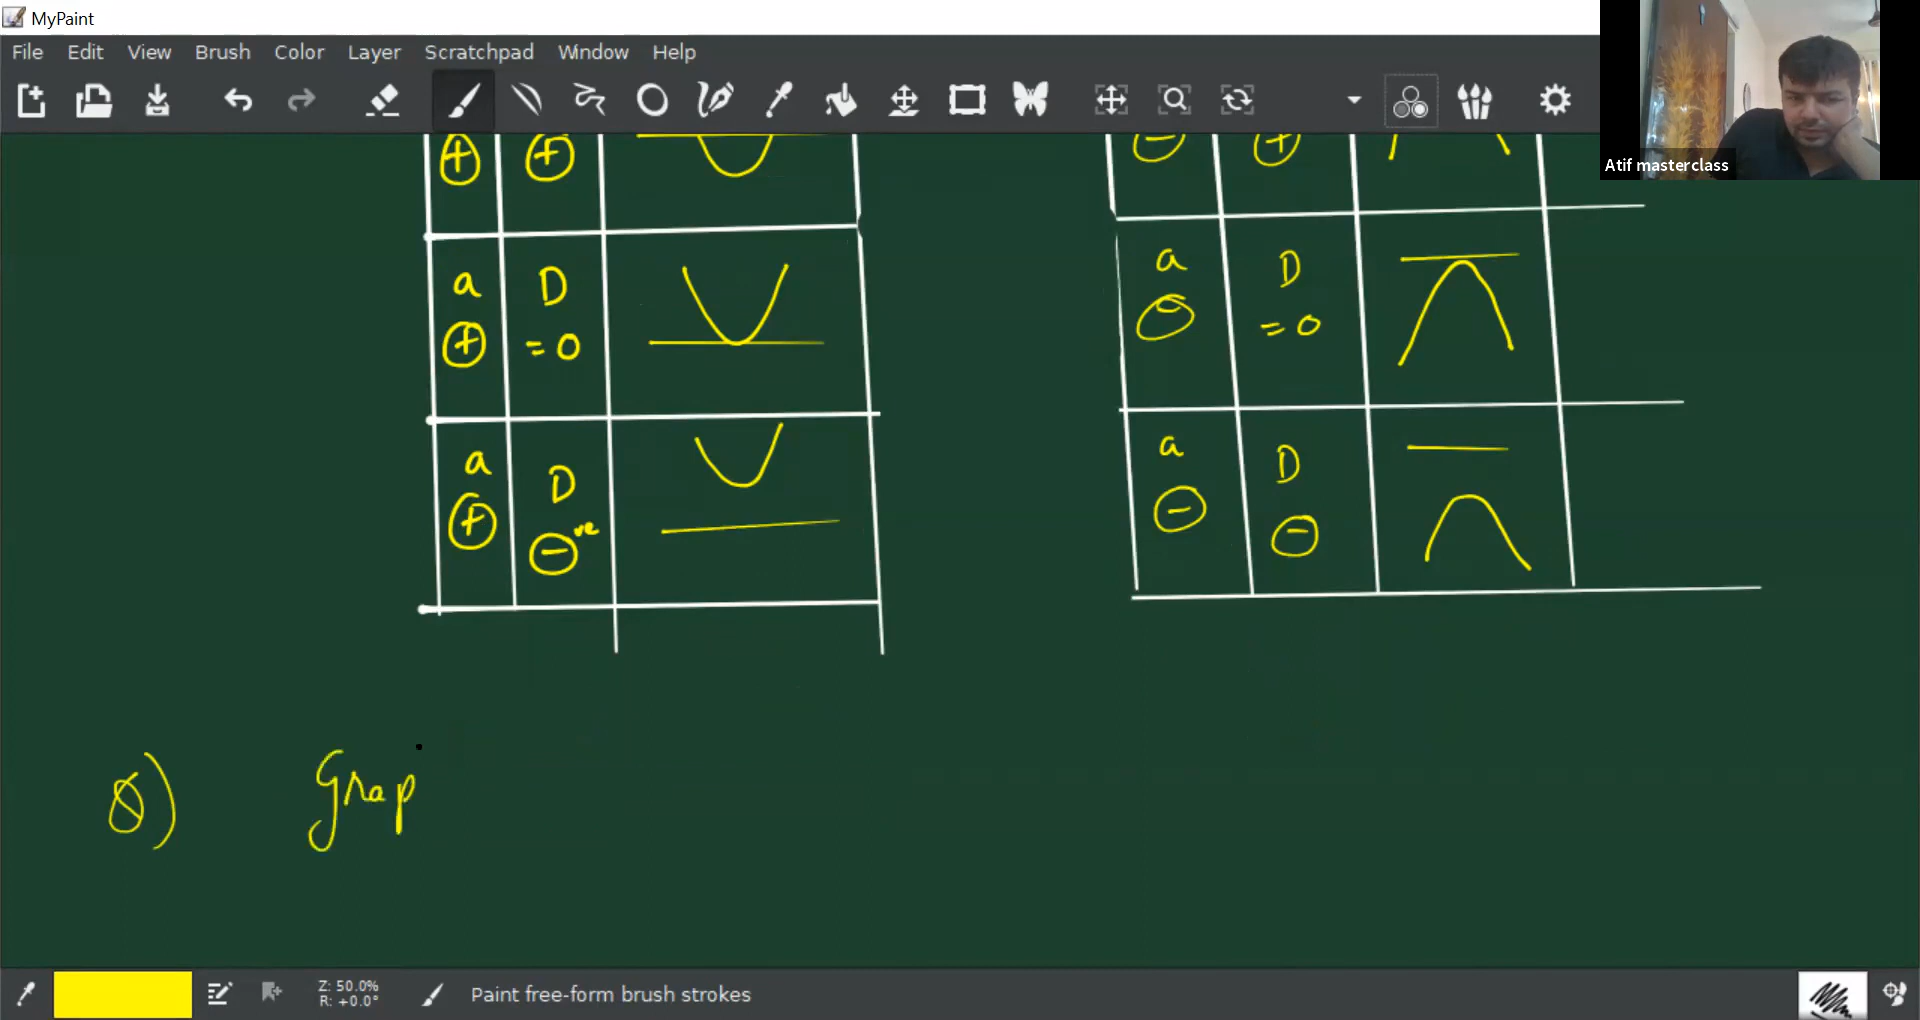 MyPaint
File Edit View Brush Color Layer Scratchpad Window Help
Atif masterclass
+ +
a D
+ = 0
a D
+ - ve
- +
a D
- = 0
a D
- -
Q) Grap
Z: 50.0%
R: +0.0°
Paint free-form brush strokes